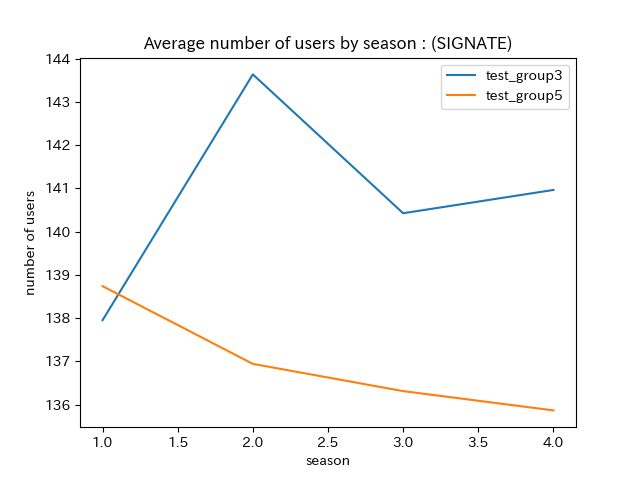 Average number of users by season : (SIGNATE)
test_group3
test_group5
number of users
144
143
142
141
140
139
138
137
136
1.0 1.5 2.0 2.5 3.0 3.5 4.0
season